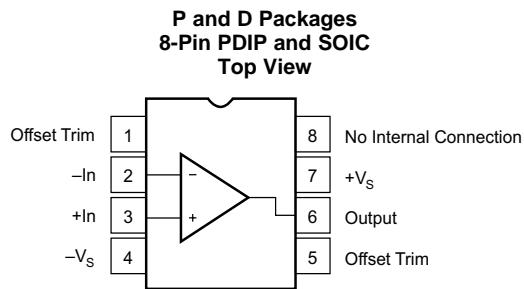 P and D Packages
8-Pin PDIP and SOIC
Top View
Offset Trim 1 8 No Internal Connection
–In 2 – 7 +VS
+In 3 + 6 Output
–VS 4 5 Offset Trim